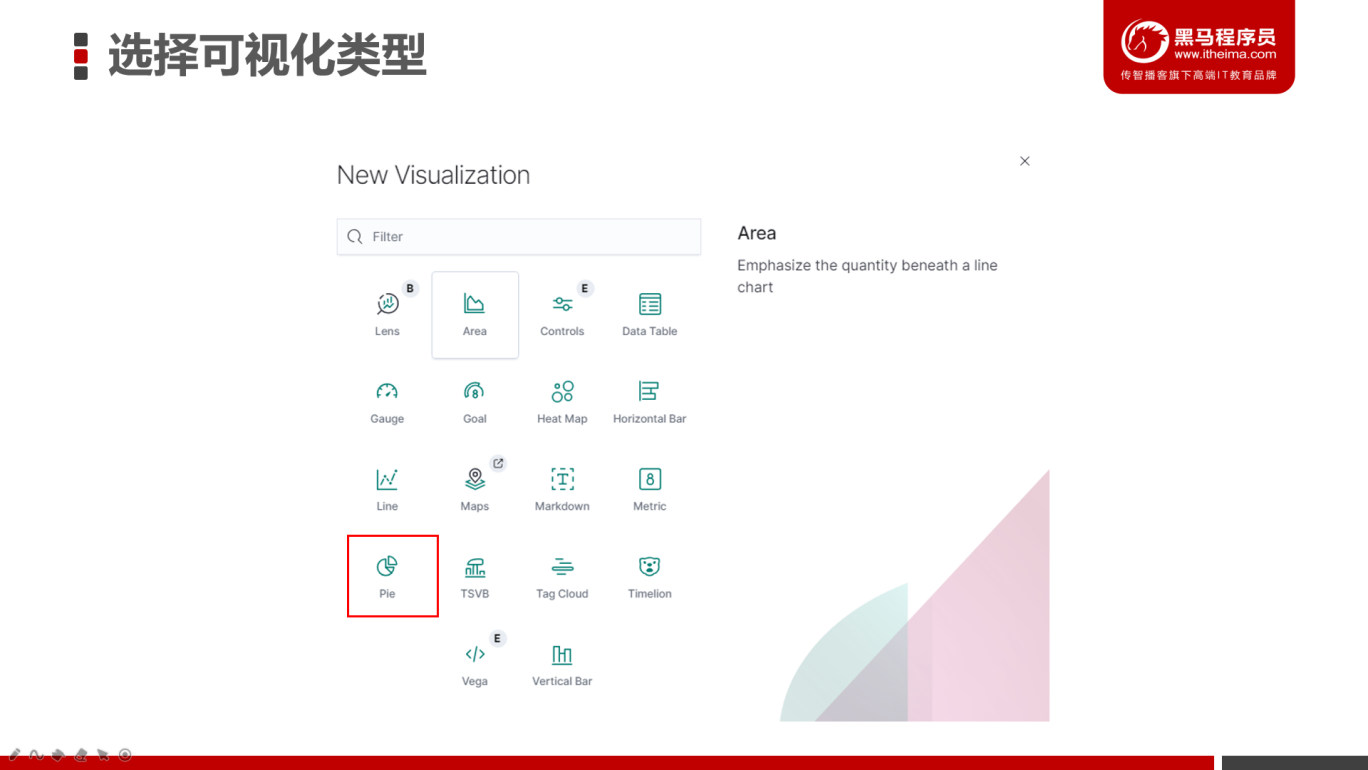 选择可视化类型
黑马程序员
www.itheima.com
传智播客旗下高端IT教育品牌
New Visualization
Filter
B
Lens
Area
E
Controls
Data Table
Gauge
8
Goal
Heat Map
Horizontal Bar
Line
Maps
T
Markdown
8
Metric
Pie
TSVB
Tag Cloud
Timelion
E
Vega
Vertical Bar
Area
Emphasize the quantity beneath a line
chart